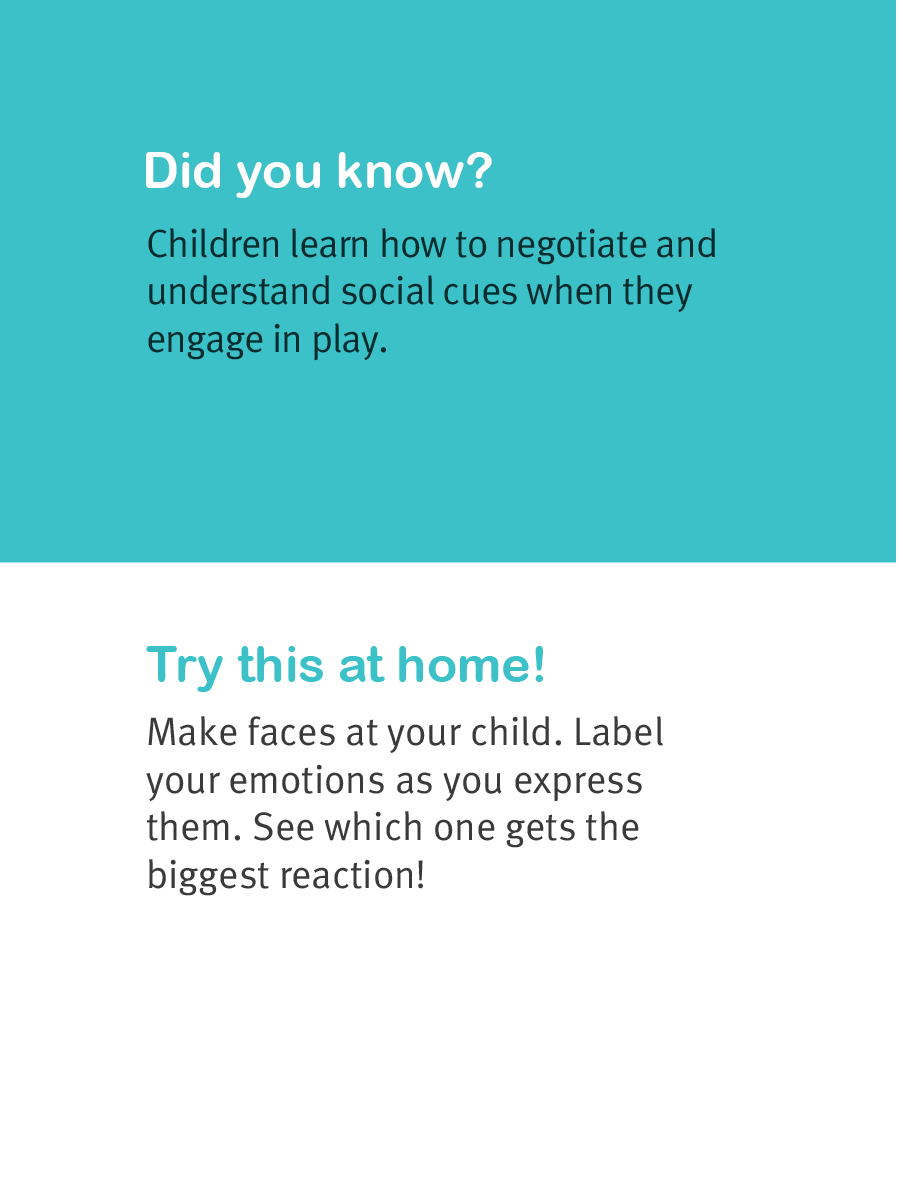 Did you know?
Children learn how to negotiate and
understand social cues when they
engage in play.
Try this at home!
Make faces at your child. Label
your emotions as you express
them. See which one gets the
biggest reaction!